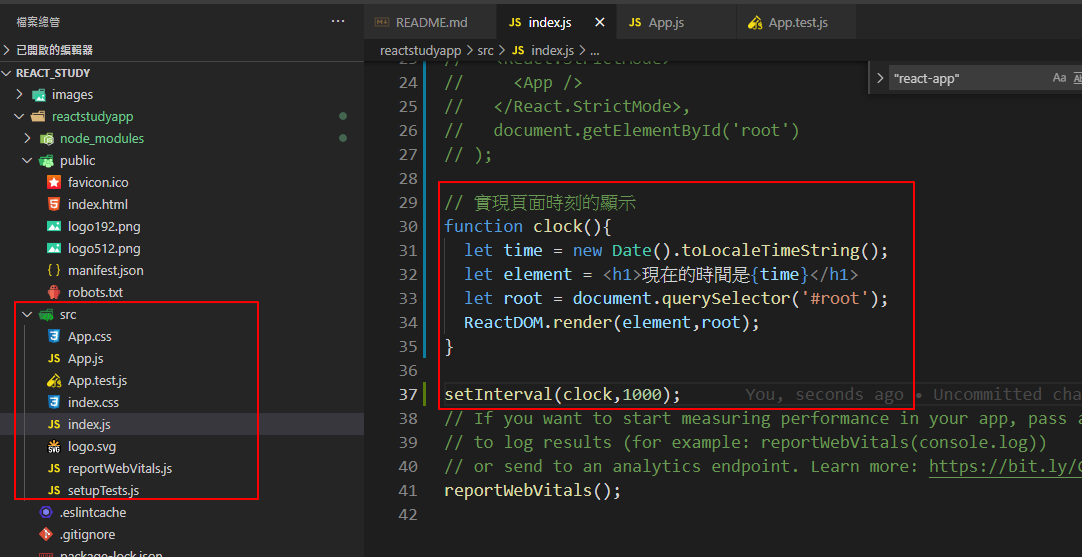 檔案總管 ...
已開啟的編輯器
REACT_STUDY
images
reactstudyapp
node_modules
public
favicon.ico
index.html
logo192.png
logo512.png
manifest.json
robots.txt
src
App.css
App.js
App.test.js
index.css
index.js
logo.svg
reportWebVitals.js
setupTests.js
.eslintcache
.gitignore
package-lock.json
README.md JS index.js × JS App.js App.test.js
reactstudyapp > src > JS index.js > ...
"react-app" Aa
23 // <React.StrictMode>
24 // <App />
25 // </React.StrictMode>,
26 // document.getElementById('root')
27 // );
28
29 // 實現頁面時刻的顯示
30 function clock(){
31 let time = new Date().toLocaleTimeString();
32 let element = <h1>現在的時間是{time}</h1>
33 let root = document.querySelector('#root');
34 ReactDOM.render(element,root);
35 }
36
37 setInterval(clock,1000); You, seconds ago • Uncommitted cha
38 // If you want to start measuring performance in your app, pass a
39 // to log results (for example: reportWebVitals(console.log))
40 // or send to an analytics endpoint. Learn more: https://bit.ly/C
41 reportWebVitals();
42